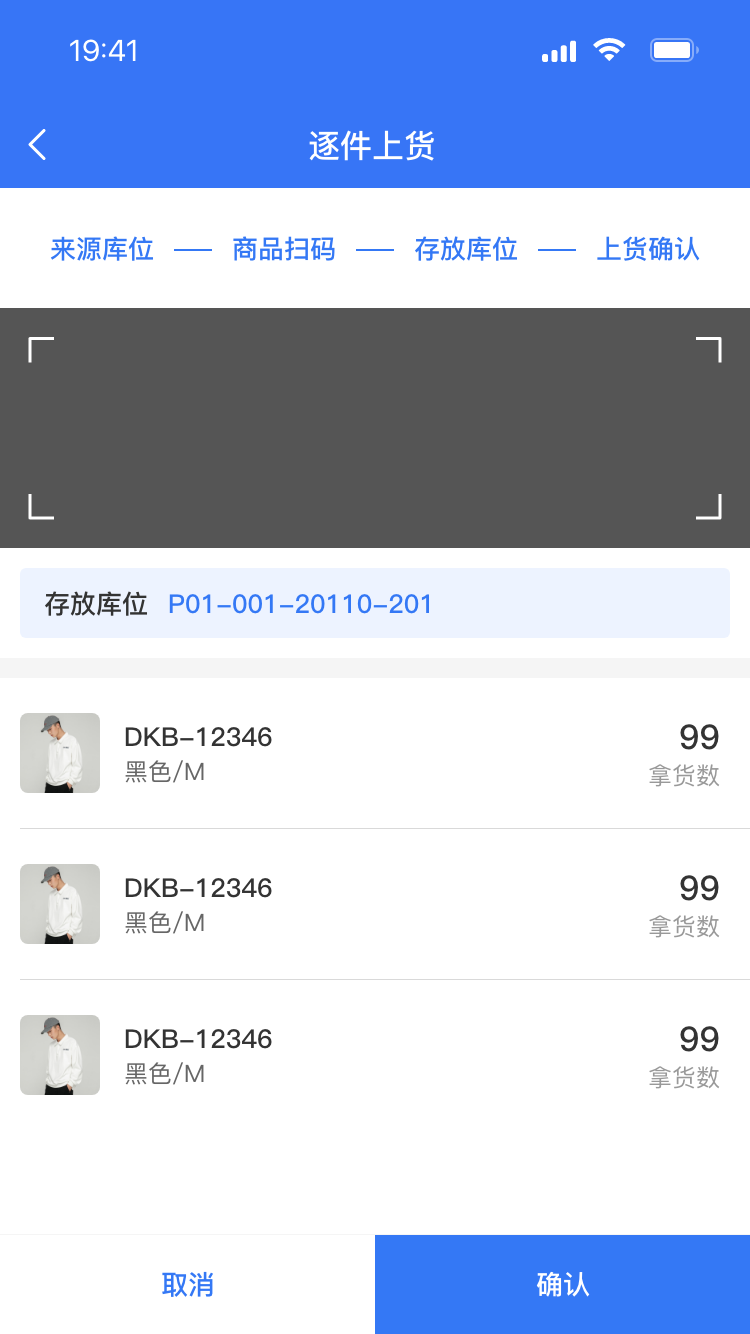 19:41
逐件上货
来源库位 商品扫码 存放库位 上货确认
存放库位 P01-001-20110-201
DKB-12346 99
黑色/M 拿货数
DKB-12346 99
黑色/M 拿货数
DKB-12346 99
黑色/M 拿货数
取消 确认